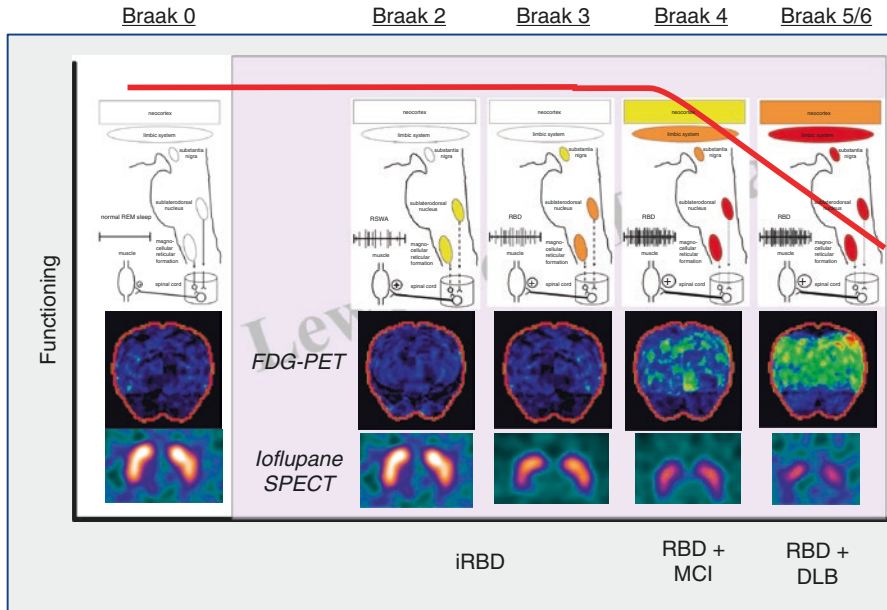 Braak 0
Braak 2
Braak 3
Braak 4
Braak 5/6
Functioning
neocortex
limbic system
substantia
nigra
sublaterodorsal
nucleus
normal REM sleep
muscle
magno-
cellular
reticular
formation
spinal cord
neocortex
limbic system
substantia
nigra
sublaterodorsal
nucleus
RSWA
muscle
magno-
cellular
reticular
formation
spinal cord
neocortex
limbic system
substantia
nigra
sublaterodorsal
nucleus
RBD
muscle
magno-
cellular
reticular
formation
spinal cord
neocortex
limbic system
substantia
nigra
sublaterodorsal
nucleus
RBD
muscle
magno-
cellular
reticular
formation
spinal cord
neocortex
limbic system
substantia
nigra
sublaterodorsal
nucleus
RBD
muscle
magno-
cellular
reticular
formation
spinal cord
FDG-PET
Ioflupane
SPECT
iRBD
RBD +
MCI
RBD +
DLB